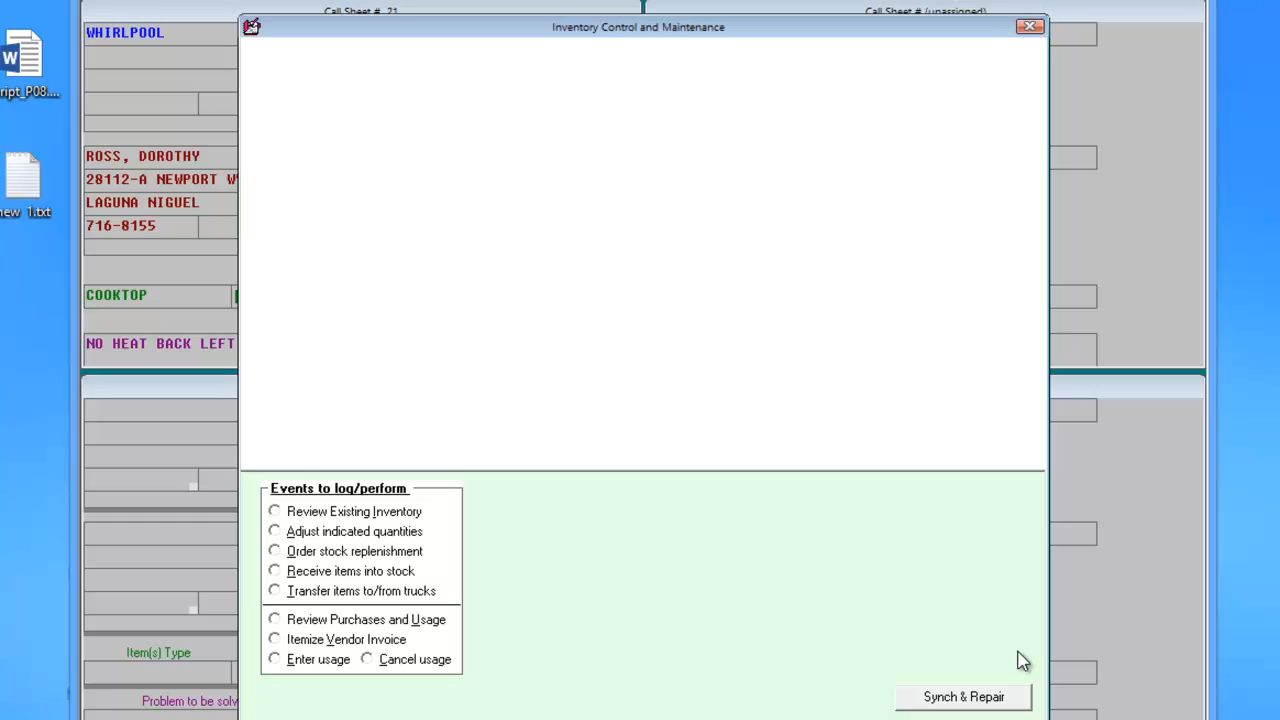 Call Sheet # 21
Call Sheet # (unassigned)
Inventory Control and Maintenance
WHIRLPOOL
ript_P08....
ROSS, DOROTHY
28112-A NEWPORT W
LAGUNA NIGUEL
716-8155
new 1.txt
COOKTOP
NO HEAT BACK LEFT
Events to log/perform
Review Existing Inventory
Adjust indicated quantities
Order stock replenishment
Receive items into stock
Transfer items to/from trucks
Review Purchases and Usage
Itemize Vendor Invoice
Enter usage Cancel usage
Item(s) Type
Problem to be solv
Synch & Repair